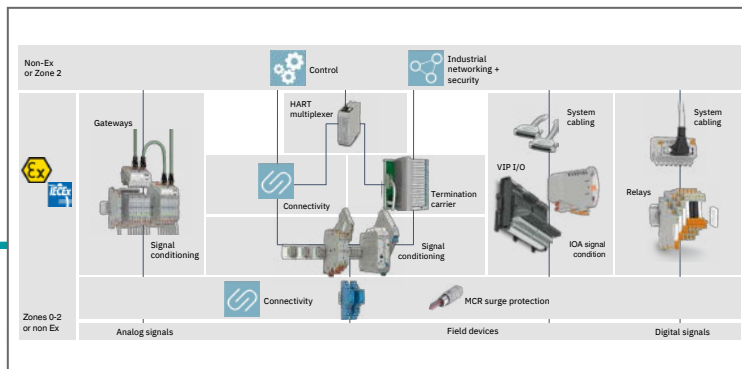 Non-Ex
or Zone 2
Control
Industrial
networking +
security
Gateways
HART
multiplexer
System
cabling
System
cabling
Ex
IECEx
VIP I/O
Connectivity
Termination
carrier
Relays
Signal
conditioning
Signal
conditioning
IOA signal
condition
Connectivity
MCR surge protection
Zones 0-2
or non Ex
Analog signals
Field devices
Digital signals